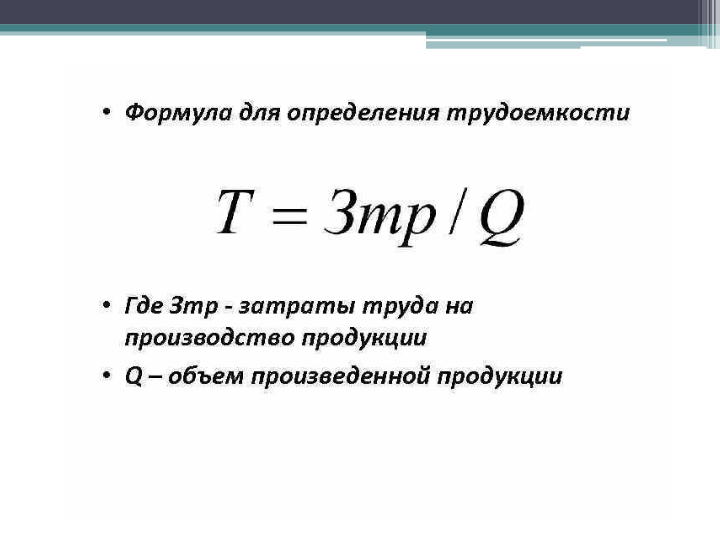 • Формула для определения трудоемкости
T = Зтр / Q
• Где Зтр - затраты труда на
производство продукции
• Q – объем произведенной продукции